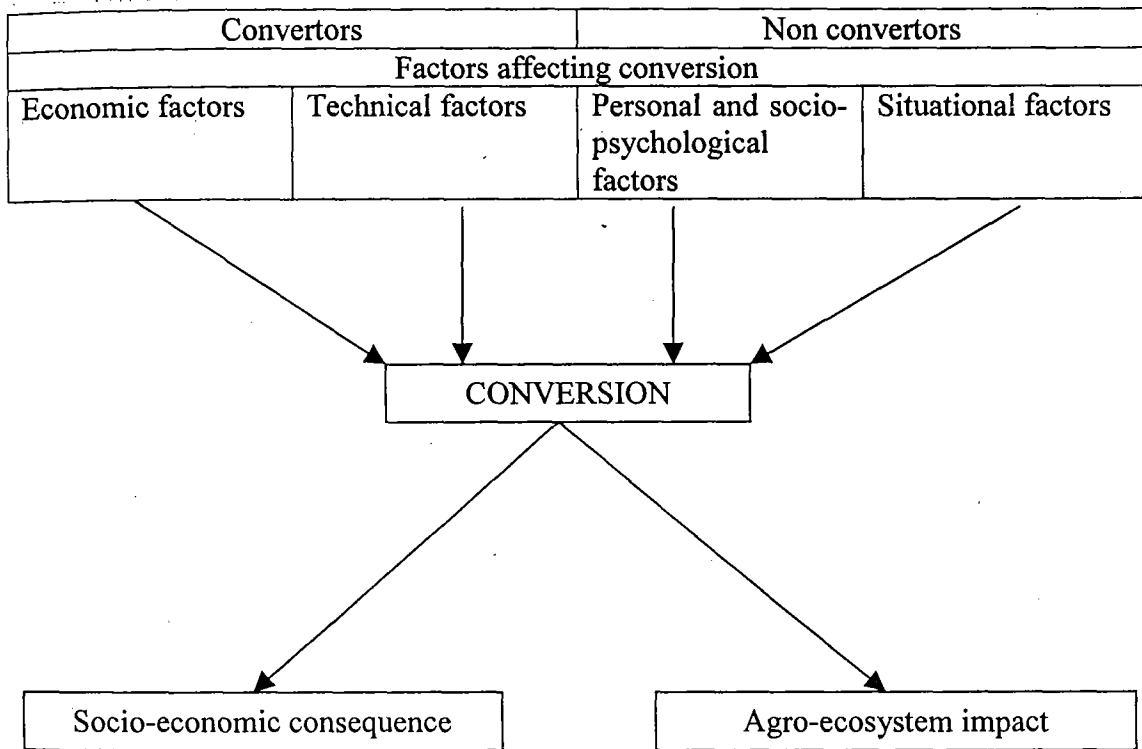 Convertors
Non convertors
Factors affecting conversion
Economic factors
Technical factors
Personal and socio-
psychological
factors
Situational factors
CONVERSION
Socio-economic consequence
Agro-ecosystem impact